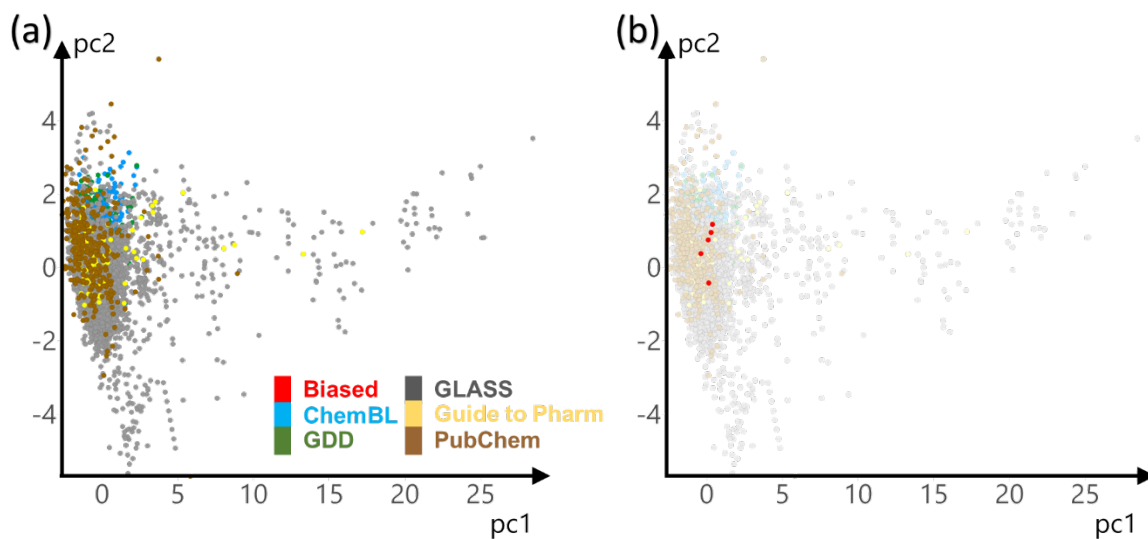 (a)
pc2
4
2
0
-2
-4
Biased
ChemBL
GDD
GLASS
Guide to Pharm
PubChem
0 5 10 15 20 25
pc1
(b)
pc2
4
2
0
-2
-4
0 5 10 15 20 25
pc1